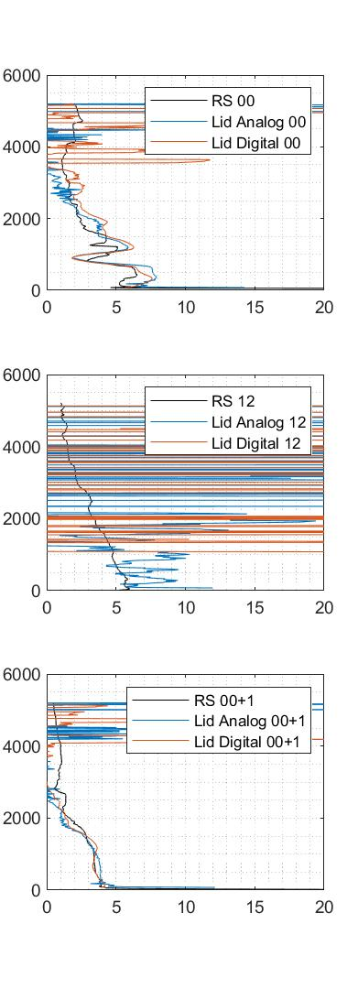 6000
RS 00
Lid Analog 00
Lid Digital 00
4000
2000
0
0 5 10 15 20
6000
RS 12
Lid Analog 12
Lid Digital 12
4000
2000
0
0 5 10 15 20
6000
RS 00+1
Lid Analog 00+1
Lid Digital 00+1
4000
2000
0
0 5 10 15 20